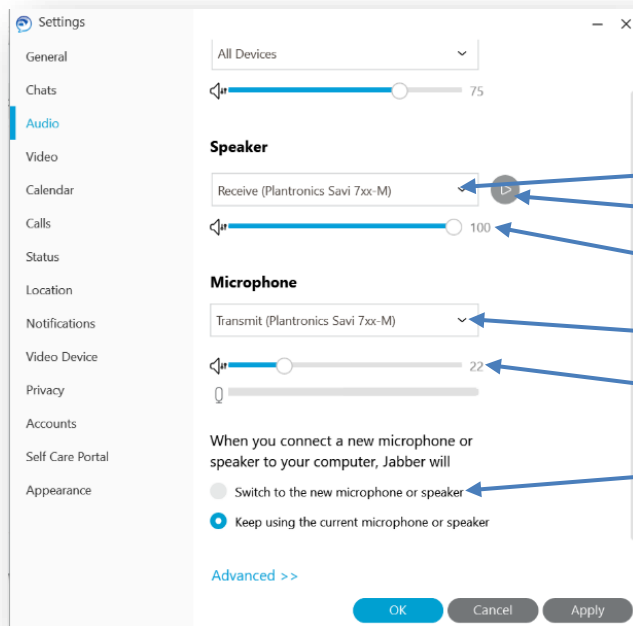 Settings
General
Chats
Audio
Video
Calendar
Calls
Status
Location
Notifications
Video Device
Privacy
Accounts
Self Care Portal
Appearance
All Devices
75
Speaker
Receive (Plantronics Savi 7xx-M)
100
Microphone
Transmit (Plantronics Savi 7xx-M)
22
When you connect a new microphone or
speaker to your computer, Jabber will
Switch to the new microphone or speaker
Keep using the current microphone or speaker
Advanced >>
OK
Cancel
Apply